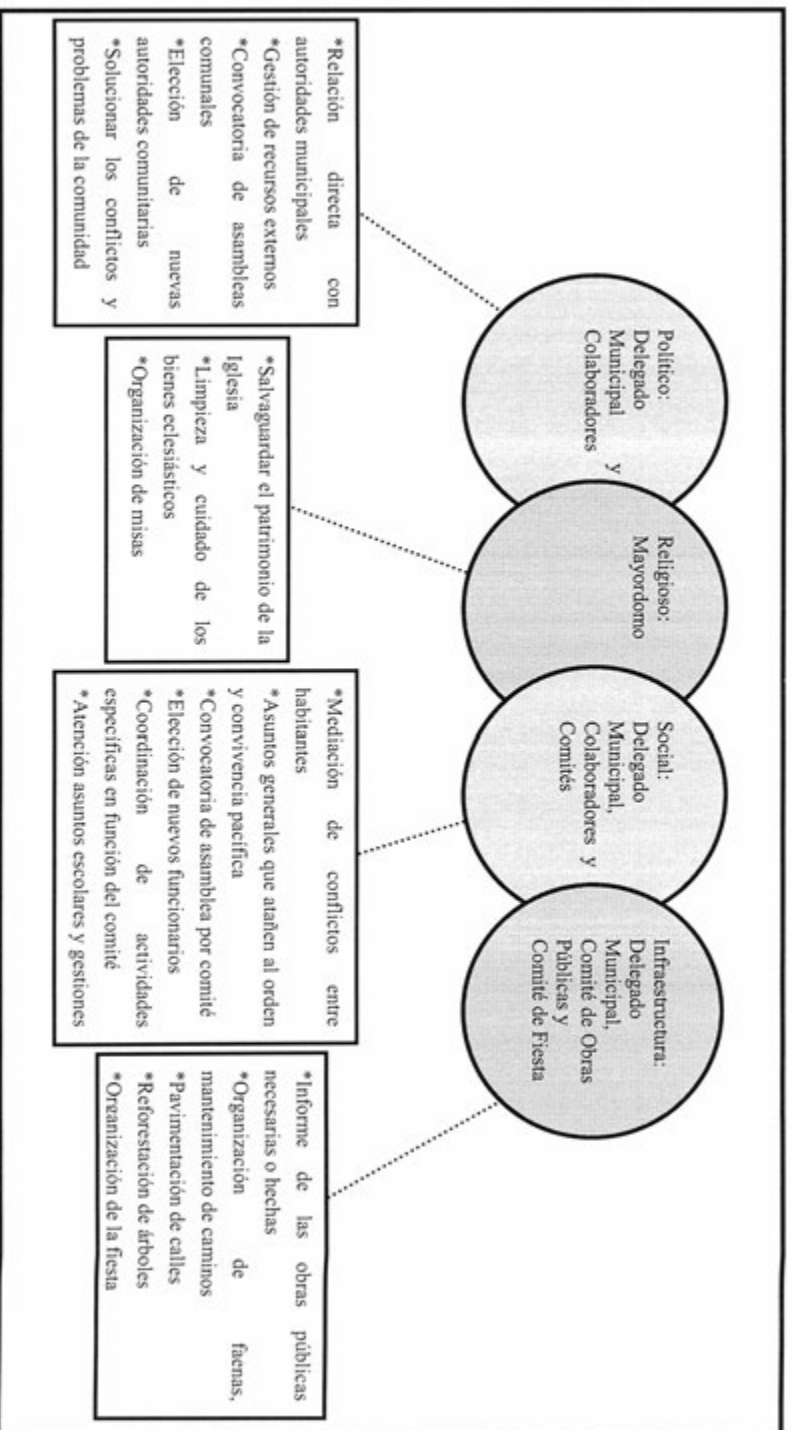 Político:
Delegado
Municipal y
Colaboradores
Religioso:
Mayordomo
Social:
Delegado
Municipal,
Colaboradores y
Comités
Infraestructura:
Delegado
Municipal,
Comité de Obras
Públicas y
Comité de Fiesta
*Relación directa con
autoridades municipales
*Gestión de recursos externos
*Convocatoria de asambleas
comunales
*Elección de nuevas
autoridades comunitarias
*Solucionar los conflictos y
problemas de la comunidad
*Salvaguardar el patrimonio de la
Iglesia
*Limpieza y cuidado de los
bienes eclesiásticos
*Organización de misas
*Mediación de conflictos entre
habitantes
*Asuntos generales que atañen al orden
y convivencia pacífica
*Convocatoria de asamblea por comité
*Elección de nuevos funcionarios
*Coordinación de actividades
específicas en función del comité
*Atención asuntos escolares y gestiones
*Informe de las obras públicas
necesarias o hechas
*Organización de faenas,
mantenimiento de caminos
*Pavimentación de calles
*Reforestación de árboles
*Organización de la fiesta